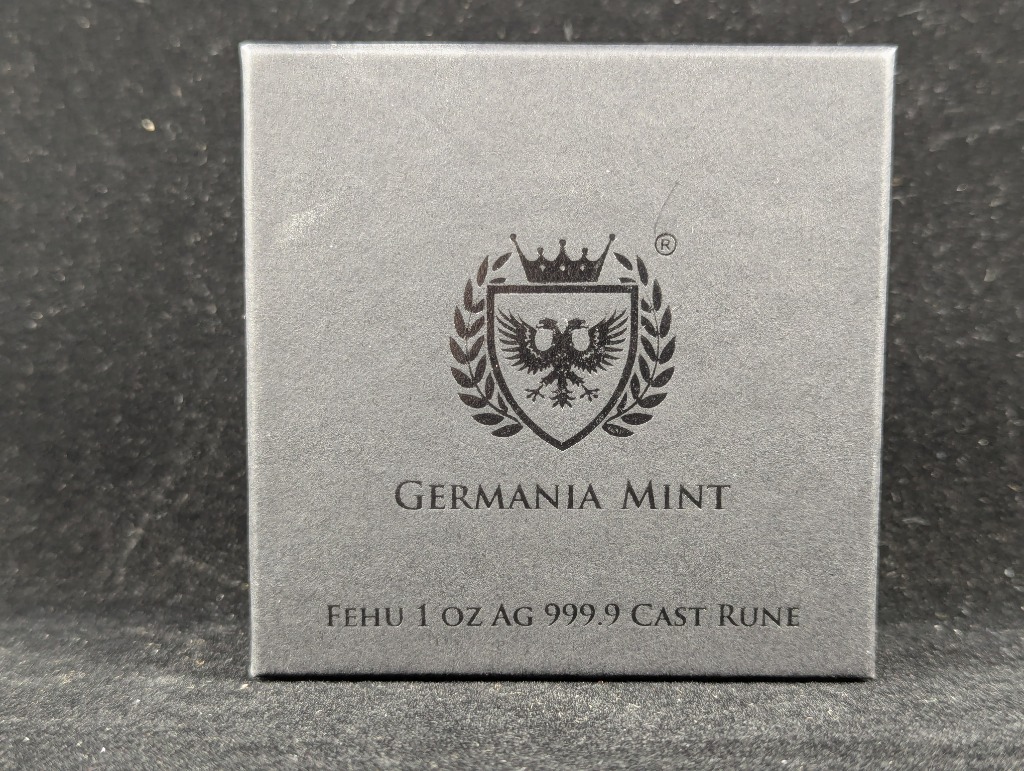 ®
GERMANIA MINT
FEHU 1 OZ AG 999.9 CAST RUNE